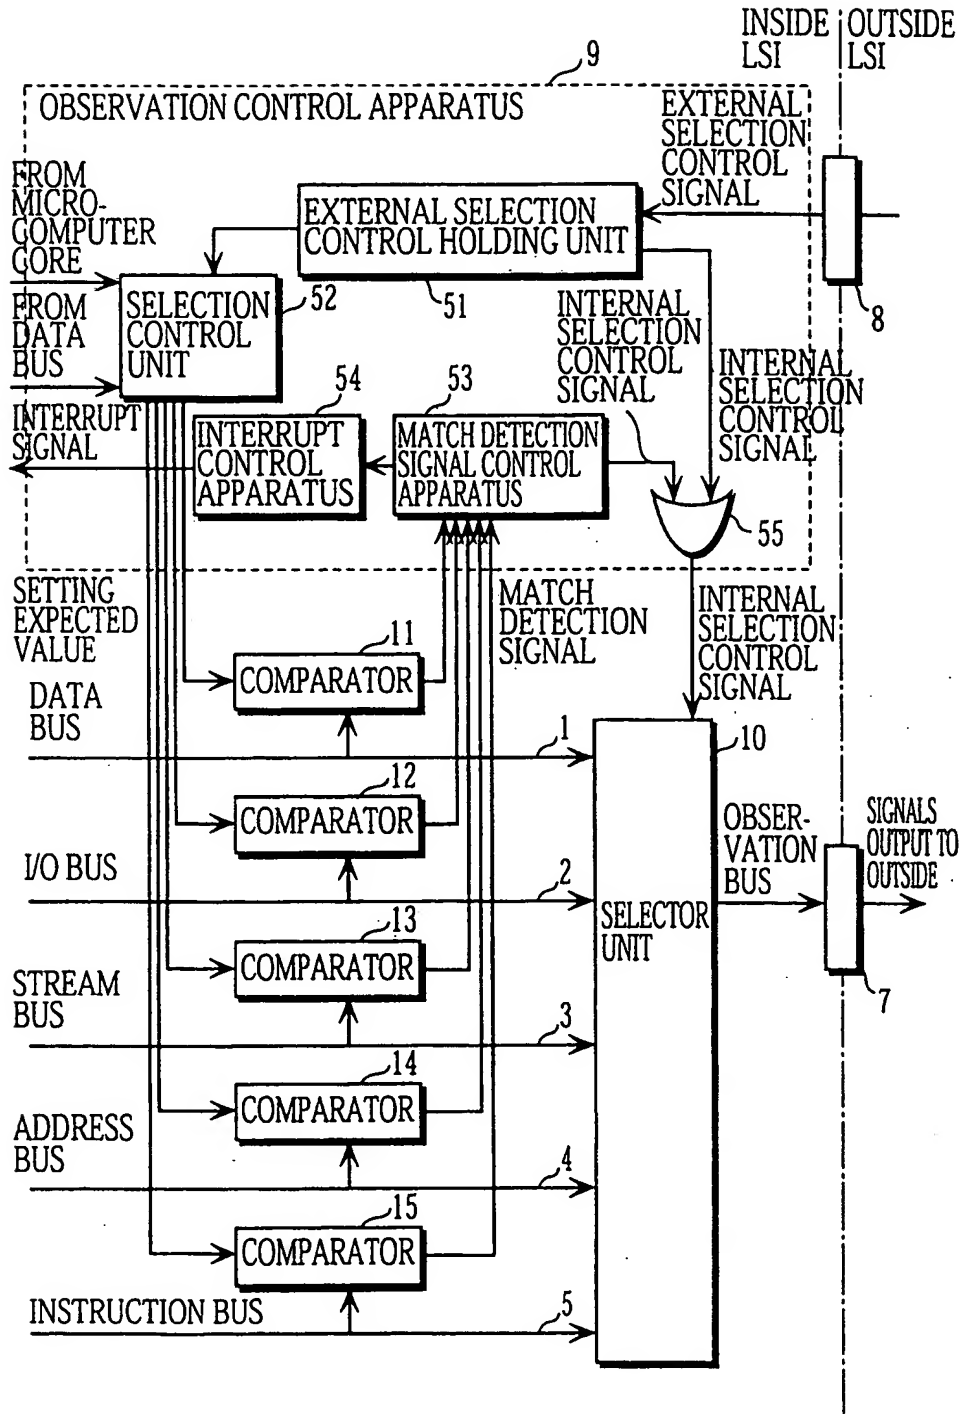 INSIDE
LSI
OUTSIDE
LSI
9
OBSERVATION CONTROL APPARATUS
EXTERNAL
SELECTION
CONTROL
SIGNAL
FROM
MICRO-
COMPUTER
CORE
EXTERNAL SELECTION
CONTROL HOLDING UNIT
51
8
FROM
DATA
BUS
SELECTION
CONTROL
UNIT
52
INTERNAL
SELECTION
CONTROL
SIGNAL
INTERNAL
SELECTION
CONTROL
SIGNAL
INTERRUPT
SIGNAL
54
INTERRUPT
CONTROL
APPARATUS
53
MATCH DETECTION
SIGNAL CONTROL
APPARATUS
55
SETTING
EXPECTED
VALUE
MATCH
DETECTION
SIGNAL
INTERNAL
SELECTION
CONTROL
SIGNAL
11
COMPARATOR
DATA
BUS
1
10
12
COMPARATOR
OBSER-
VATION
BUS
SIGNALS
OUTPUT TO
OUTSIDE
I/O BUS
2
SELECTOR
UNIT
13
COMPARATOR
7
STREAM
BUS
3
14
COMPARATOR
ADDRESS
BUS
4
15
COMPARATOR
INSTRUCTION BUS
5